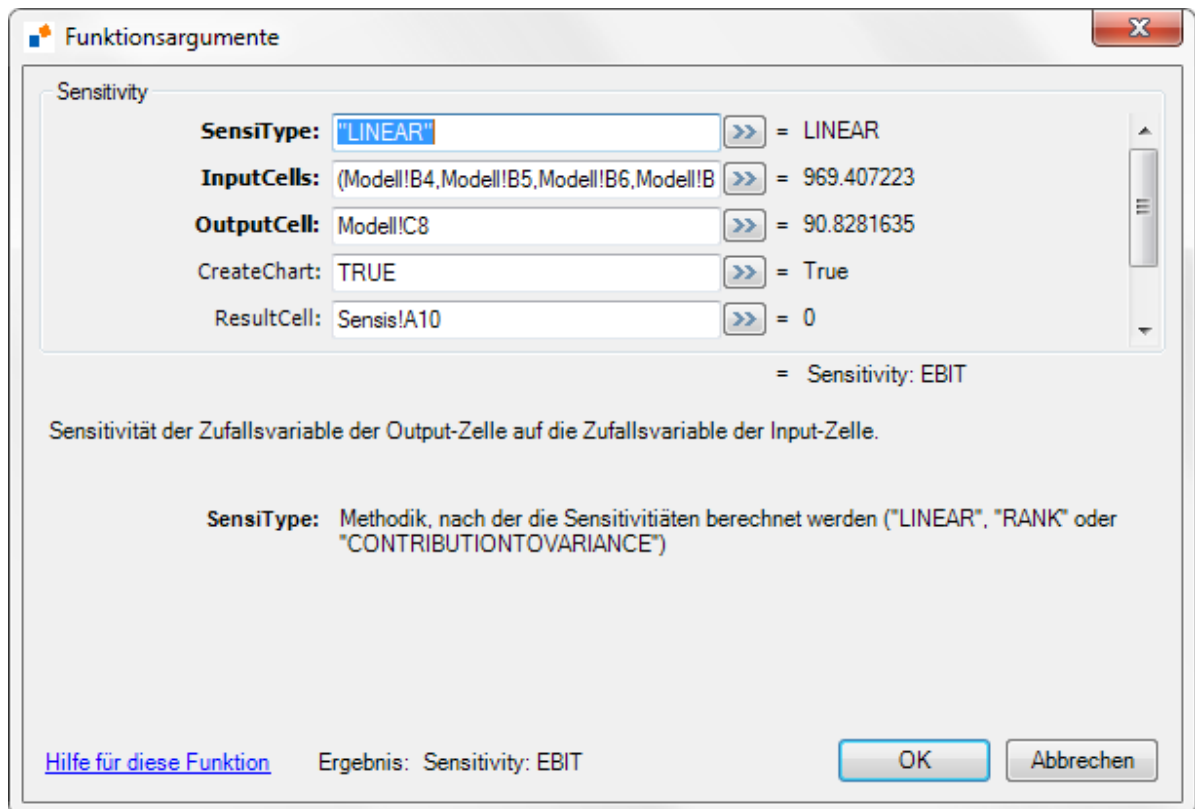 Funktionsargumente
Sensitivity
SensiType: "LINEAR" >> = LINEAR
InputCells: (Modell!B4,Modell!B5,Modell!B6,Modell!B >> = 969.407223
OutputCell: Modell!C8 >> = 90.8281635
CreateChart: TRUE >> = True
ResultCell: Sensis!A10 >> = 0
= Sensitivity: EBIT
Sensitivität der Zufallsvariable der Output-Zelle auf die Zufallsvariable der Input-Zelle.
SensiType: Methodik, nach der die Sensitivitiäten berechnet werden ("LINEAR", "RANK" oder
"CONTRIBUTIONTOVARIANCE")
Hilfe für diese Funktion Ergebnis: Sensitivity: EBIT OK Abbrechen